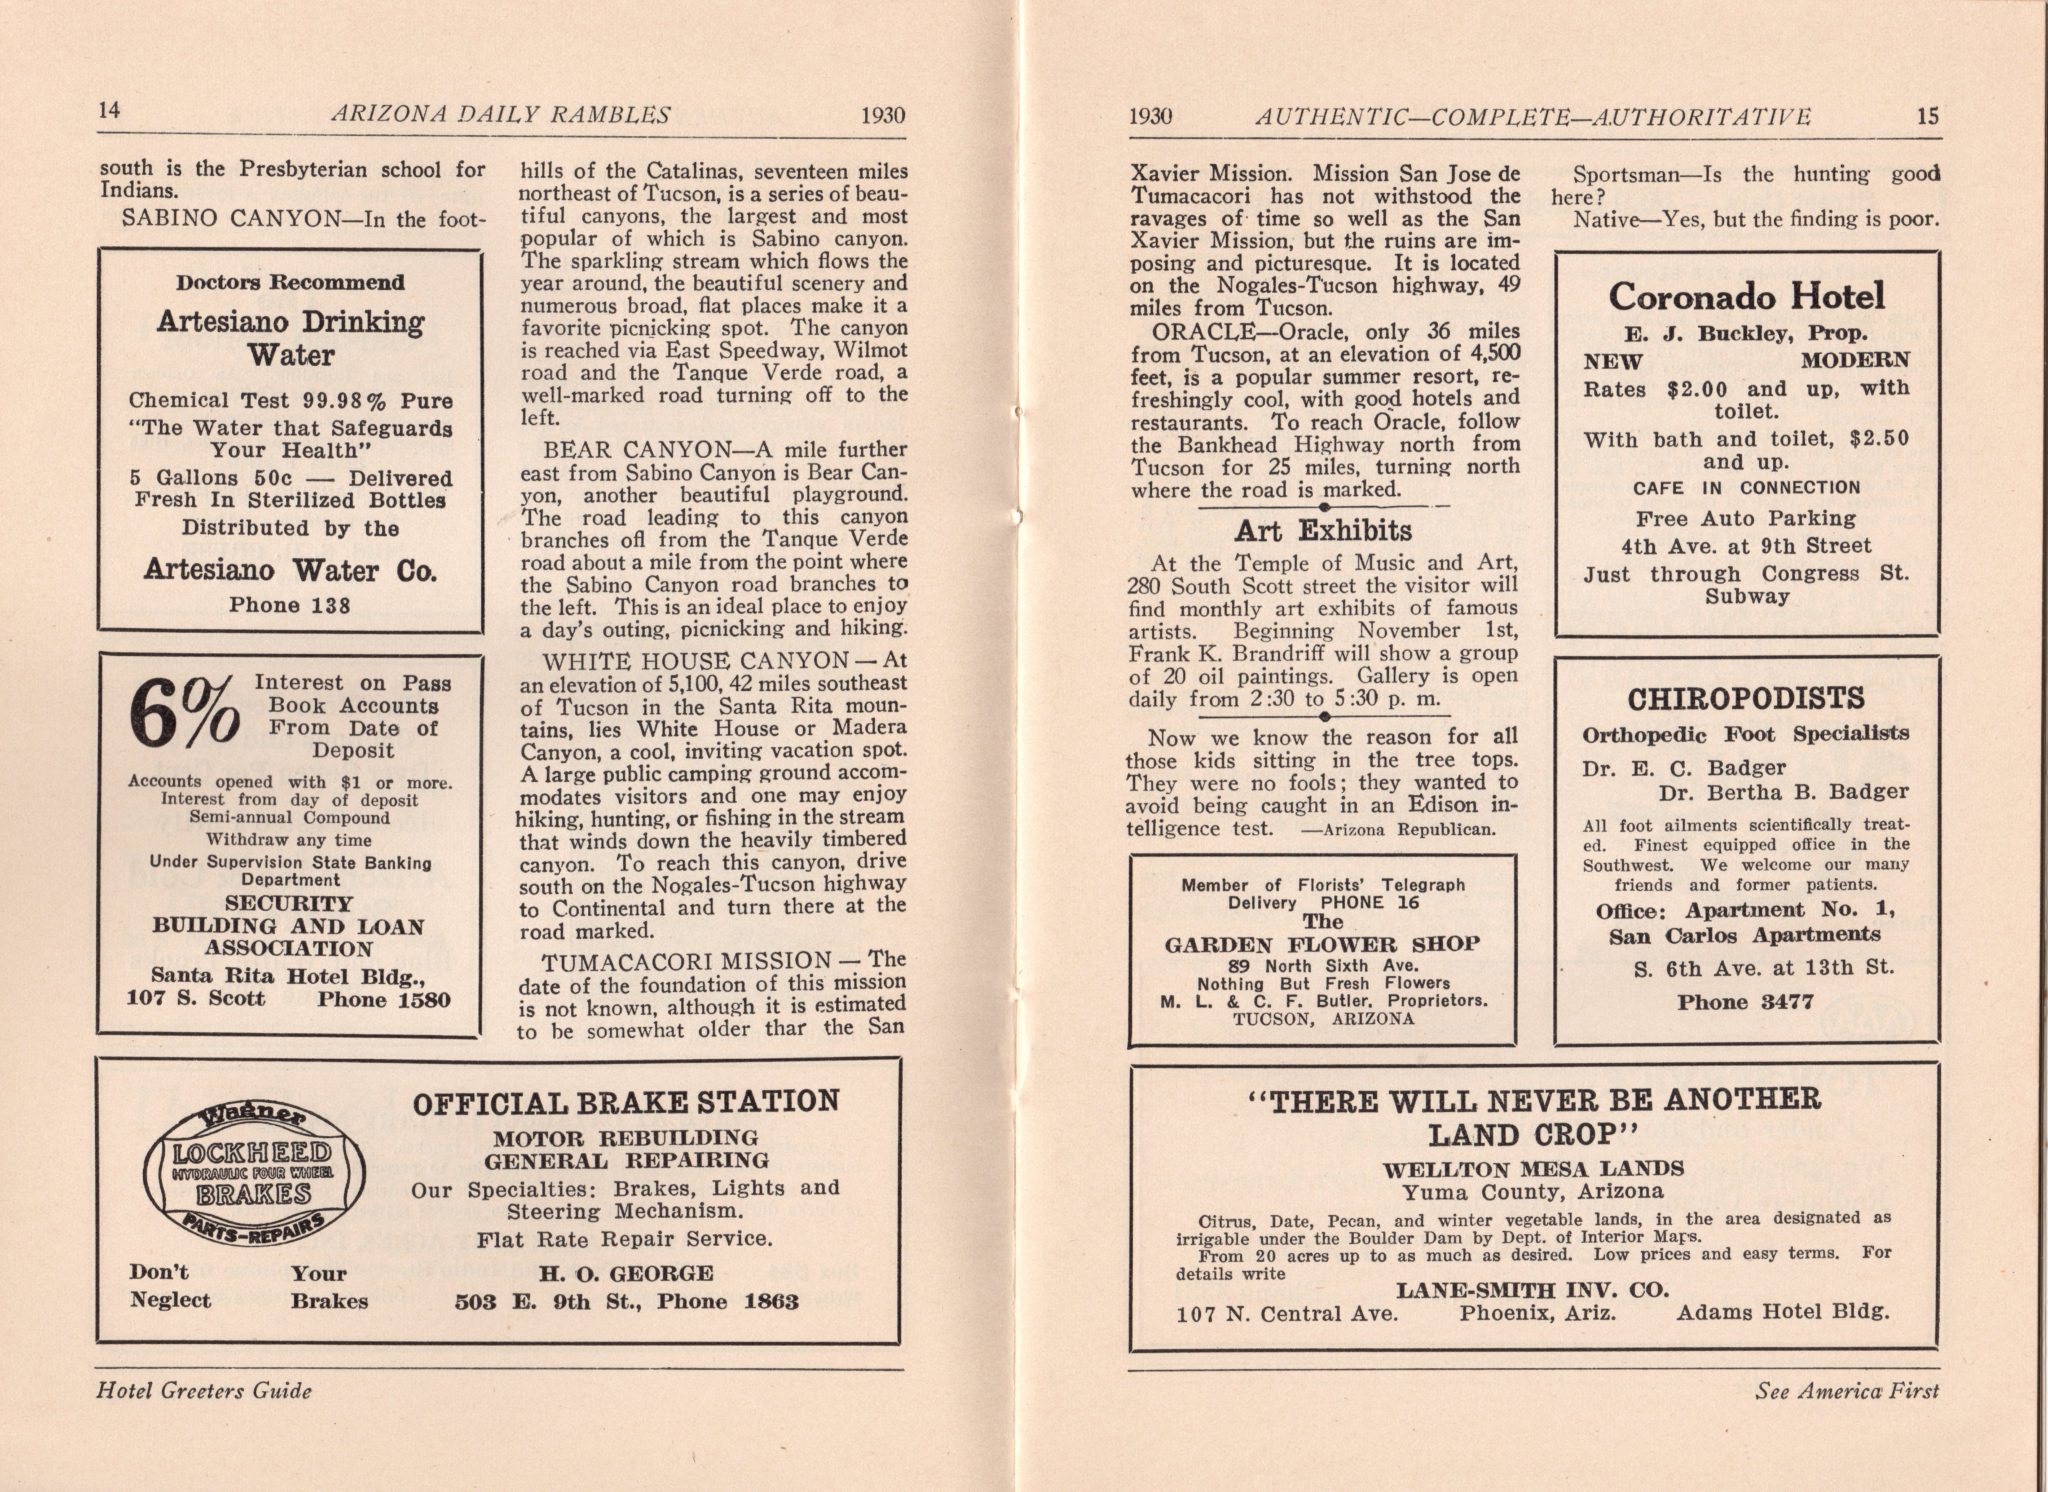 14 ARIZONA DAILY RAMBLES 1930
south is the Presbyterian school for
Indians.
SABINO CANYON—In the foot-
Doctors Recommend
Artesiano Drinking
Water
Chemical Test 99.98% Pure
"The Water that Safeguards
Your Health"
5 Gallons 50c — Delivered
Fresh In Sterilized Bottles
Distributed by the
Artesiano Water Co.
Phone 138
6%
Interest on Pass
Book Accounts
From Date of
Deposit
Accounts opened with $1 or more.
Interest from day of deposit
Semi-annual Compound
Withdraw any time
Under Supervision State Banking
Department
SECURITY
BUILDING AND LOAN
ASSOCIATION
Santa Rita Hotel Bldg.,
107 S. Scott Phone 1580
hills of the Catalinas, seventeen miles
northeast of Tucson, is a series of beau-
tiful canyons, the largest and most
popular of which is Sabino canyon.
The sparkling stream which flows the
year around, the beautiful scenery and
numerous broad, flat places make it a
favorite picnicking spot. The canyon
is reached via East Speedway, Wilmot
road and the Tanque Verde road, a
well-marked road turning off to the
left.
BEAR CANYON—A mile further
east from Sabino Canyon is Bear Can-
yon, another beautiful playground.
The road leading to this canyon
branches ofl from the Tanque Verde
road about a mile from the point where
the Sabino Canyon road branches to
the left. This is an ideal place to enjoy
a day's outing, picnicking and hiking.
WHITE HOUSE CANYON — At
an elevation of 5,100, 42 miles southeast
of Tucson in the Santa Rita moun-
tains, lies White House or Madera
Canyon, a cool, inviting vacation spot.
A large public camping ground accom-
modates visitors and one may enjoy
hiking, hunting, or fishing in the stream
that winds down the heavily timbered
canyon. To reach this canyon, drive
south on the Nogales-Tucson highway
to Continental and turn there at the
road marked.
TUMACACORI MISSION — The
date of the foundation of this mission
is not known, although it is estimated
to be somewhat older thar the San
Wagner
LOCKHEED
HYDRAULIC FOUR WHEEL
BRAKES
PARTS-REPAIRS
Don't Your
Neglect Brakes
OFFICIAL BRAKE STATION
MOTOR REBUILDING
GENERAL REPAIRING
Our Specialties: Brakes, Lights and
Steering Mechanism.
Flat Rate Repair Service.
H. O. GEORGE
503 E. 9th St., Phone 1863
Hotel Greeters Guide
1930 AUTHENTIC—COMPLETE—AUTHORITATIVE 15
Xavier Mission. Mission San Jose de
Tumacacori has not withstood the
ravages of time so well as the San
Xavier Mission, but the ruins are im-
posing and picturesque. It is located
on the Nogales-Tucson highway, 49
miles from Tucson.
ORACLE—Oracle, only 36 miles
from Tucson, at an elevation of 4,500
feet, is a popular summer resort, re-
freshingly cool, with good hotels and
restaurants. To reach Oracle, follow
the Bankhead Highway north from
Tucson for 25 miles, turning north
where the road is marked.
Art Exhibits
At the Temple of Music and Art,
280 South Scott street the visitor will
find monthly art exhibits of famous
artists. Beginning November 1st,
Frank K. Brandriff will show a group
of 20 oil paintings. Gallery is open
daily from 2:30 to 5:30 p. m.
Now we know the reason for all
those kids sitting in the tree tops.
They were no fools; they wanted to
avoid being caught in an Edison in-
telligence test. —Arizona Republican.
Member of Florists' Telegraph
Delivery PHONE 16
The
GARDEN FLOWER SHOP
89 North Sixth Ave.
Nothing But Fresh Flowers
M. L. & C. F. Butler, Proprietors.
TUCSON, ARIZONA
Sportsman—Is the hunting good
here?
Native—Yes, but the finding is poor.
Coronado Hotel
E. J. Buckley, Prop.
NEW MODERN
Rates $2.00 and up, with
toilet.
With bath and toilet, $2.50
and up.
CAFE IN CONNECTION
Free Auto Parking
4th Ave. at 9th Street
Just through Congress St.
Subway
CHIROPODISTS
Orthopedic Foot Specialists
Dr. E. C. Badger
Dr. Bertha B. Badger
All foot ailments scientifically treat-
ed. Finest equipped office in the
Southwest. We welcome our many
friends and former patients.
Office: Apartment No. 1,
San Carlos Apartments
S. 6th Ave. at 13th St.
Phone 3477
"THERE WILL NEVER BE ANOTHER
LAND CROP"
WELLTON MESA LANDS
Yuma County, Arizona
Citrus, Date, Pecan, and winter vegetable lands, in the area designated as
irrigable under the Boulder Dam by Dept. of Interior Maps.
From 20 acres up to as much as desired. Low prices and easy terms. For
details write
LANE-SMITH INV. CO.
107 N. Central Ave. Phoenix, Ariz. Adams Hotel Bldg.
See America First